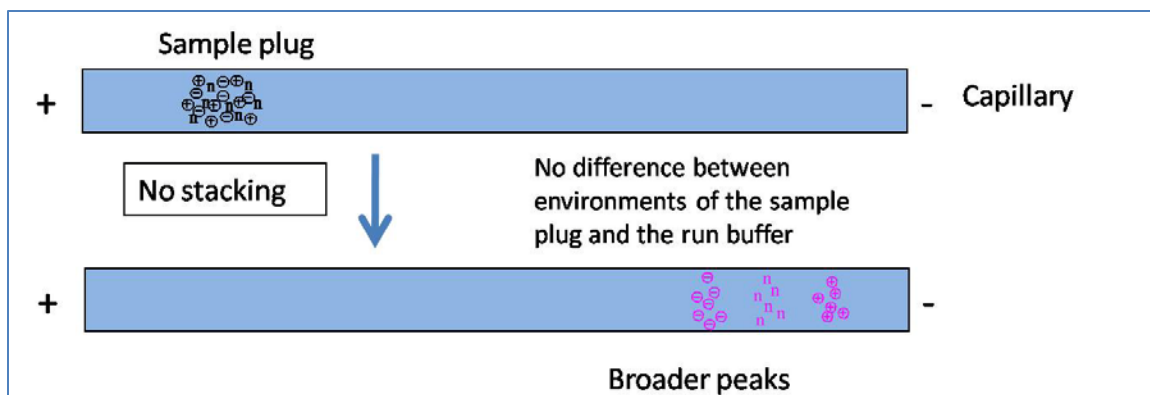 Sample plug
+
-
Capillary
No stacking
No difference between
environments of the sample
plug and the run buffer
+
n n n n n n
-
Broader peaks